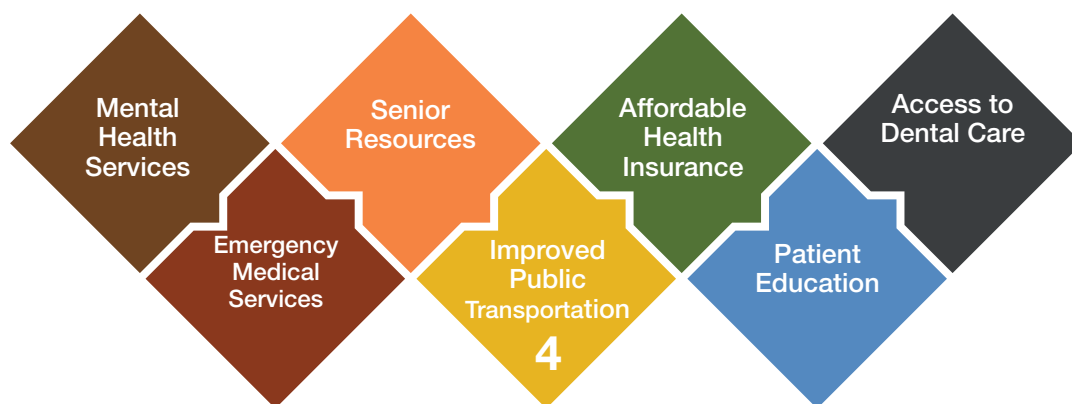 Mental
Health
Services
Emergency
Medical
Services
Senior
Resources
Improved
Public
Transportation
4
Affordable
Health
Insurance
Patient
Education
Access to
Dental Care